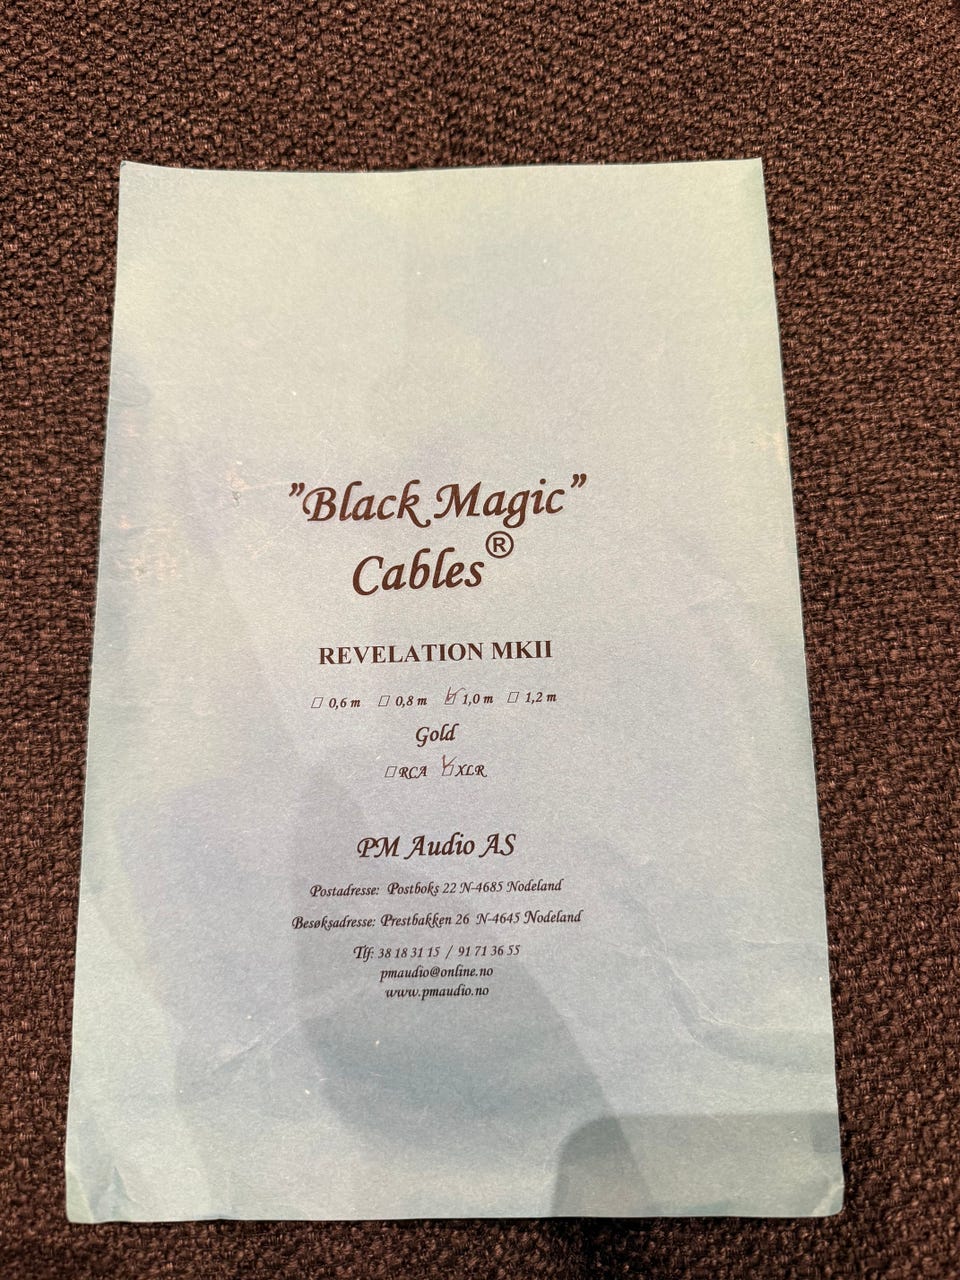 ”Black Magic”
Cables®
REVELATION MKII
☐ 0,6 m ☐ 0,8 m ☑ 1,0 m ☐ 1,2 m
Gold
☐RCA ☑XLR
PM Audio AS
Postadresse: Postboks 22 N-4685 Nodeland
Besøksadresse: Prestbakken 26 N-4645 Nodeland
Tlf: 38 18 31 15 / 91 71 36 55
pmaudio@online.no
www.pmaudio.no